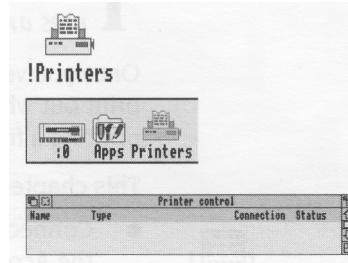 !Printers
:0 Apps Printers
Printer control
Name Type Connection Status